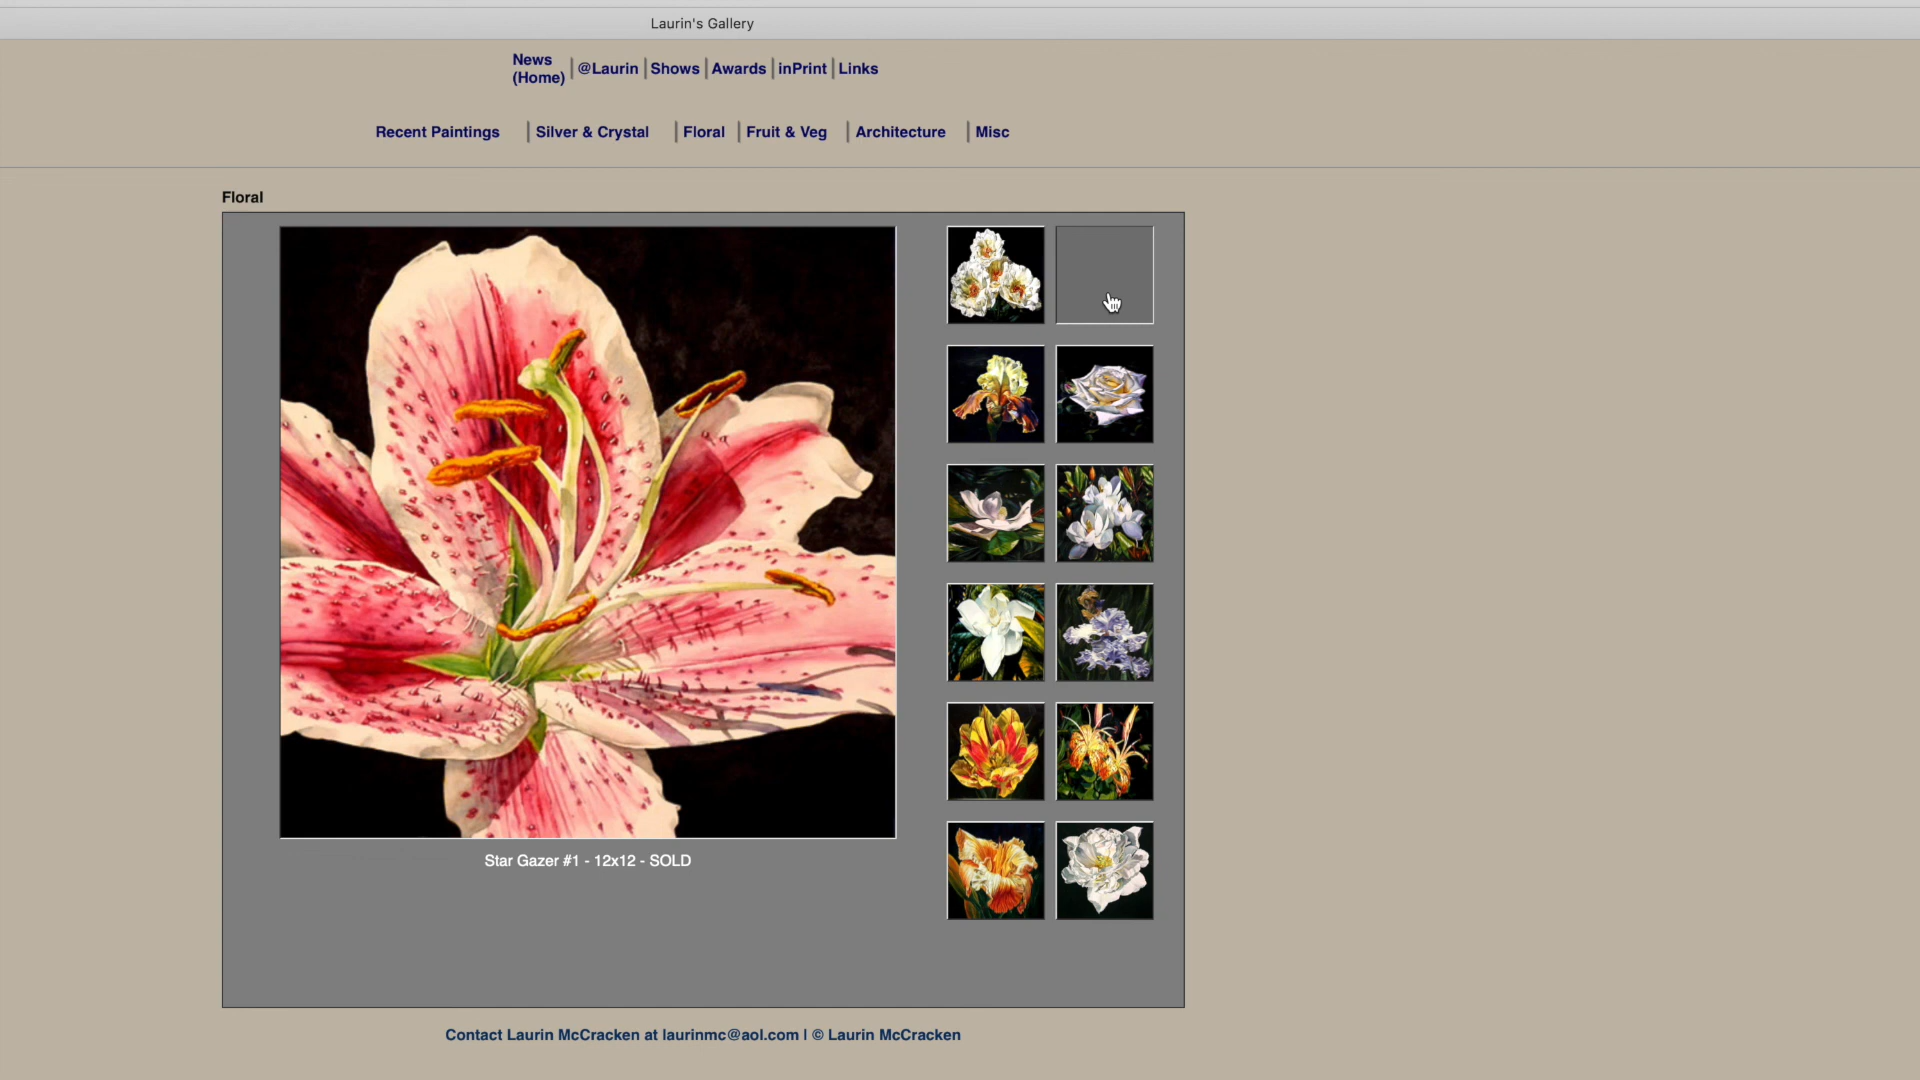 Laurin's Gallery
News
(Home)
@Laurin
Shows
Awards
inPrint
Links
Recent Paintings
Silver & Crystal
Floral
Fruit & Veg
Architecture
Misc
Floral
Star Gazer #1 - 12x12 - SOLD
Contact Laurin McCracken at laurinmc@aol.com | © Laurin McCracken